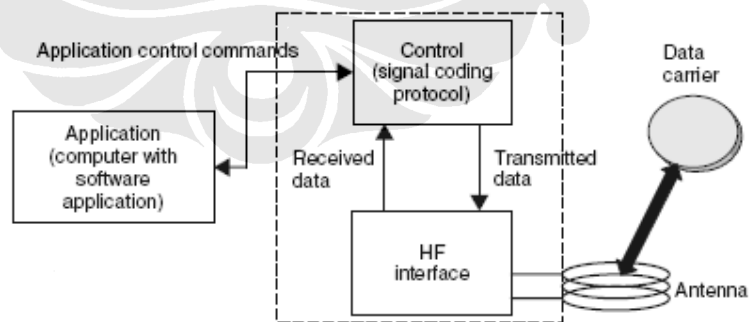 Application control commands
Control
(signal coding
protocol)
Data
carrier
Application
(computer with
software
application)
Received
data
Transmitted
data
HF
interface
Antenna